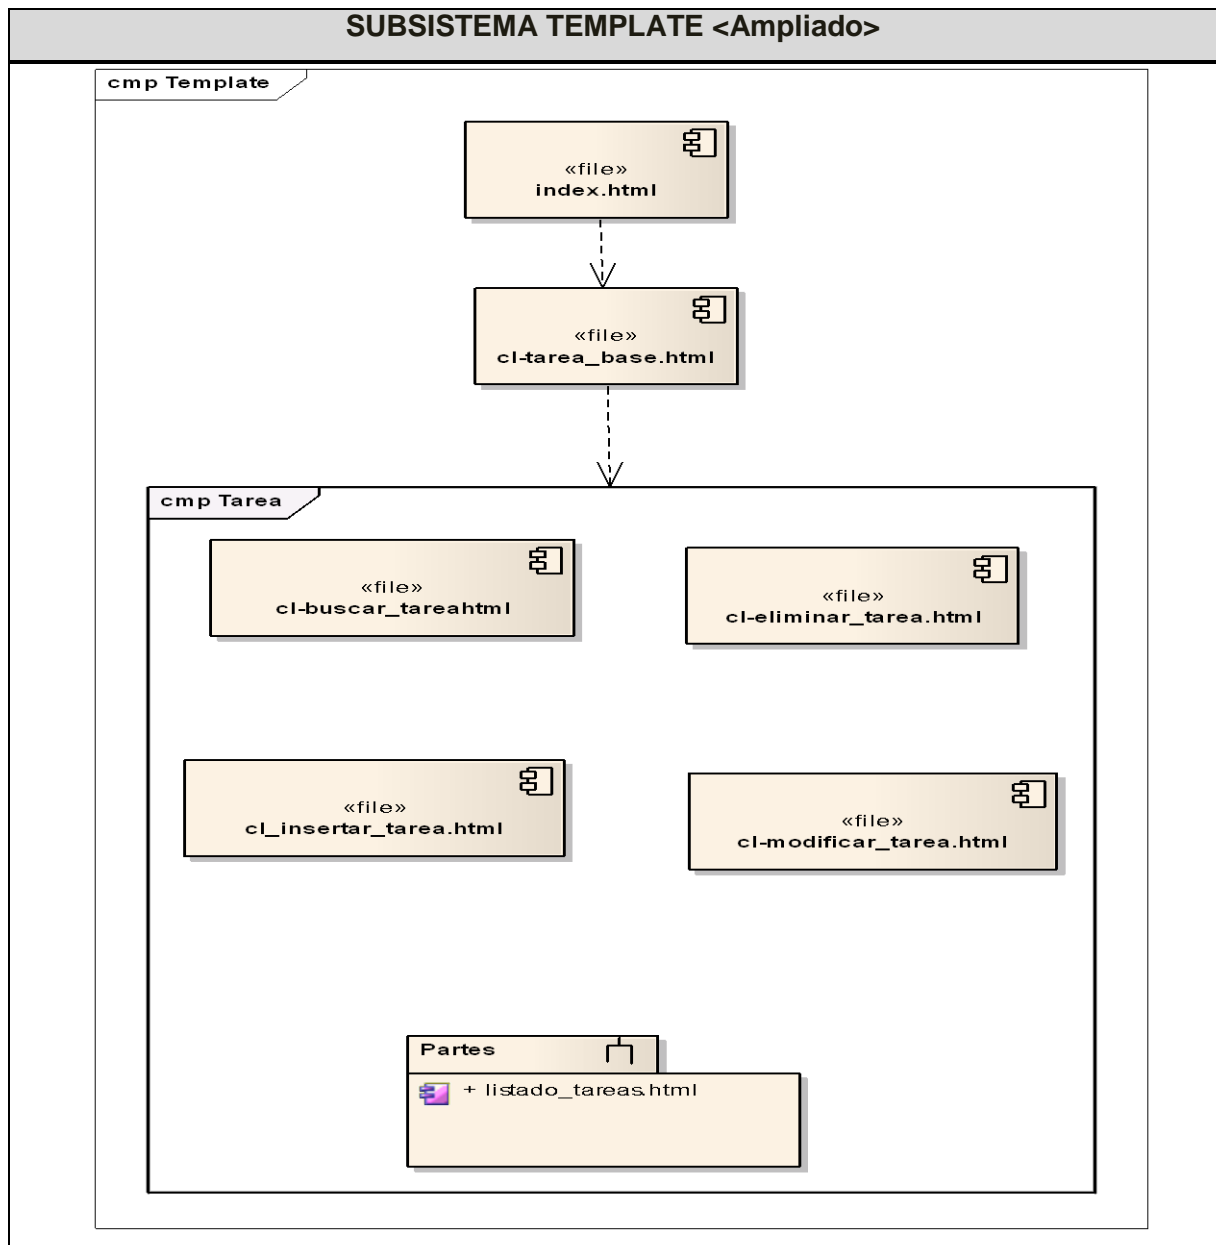 SUBSISTEMA TEMPLATE <Ampliado>
cmp Template
«file»
index.html
«file»
cl-tarea_base.html
cmp Tarea
«file»
cl-buscar_tareahtml
«file»
cl-eliminar_tarea.html
«file»
cl_insertar_tarea.html
«file»
cl-modificar_tarea.html
Partes
+ listado_tareas.html